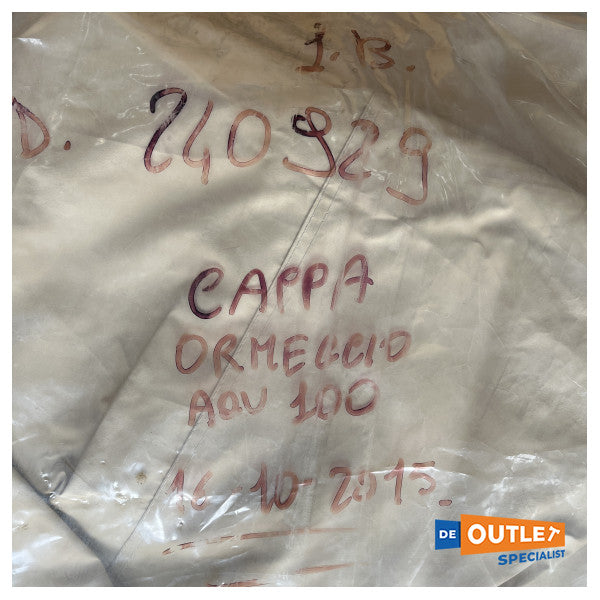 I.B.
D. 240929
CAPPA
ORMEGGIO
AQU 100
16-10-2015.
DE OUTLET
SPECIALIST